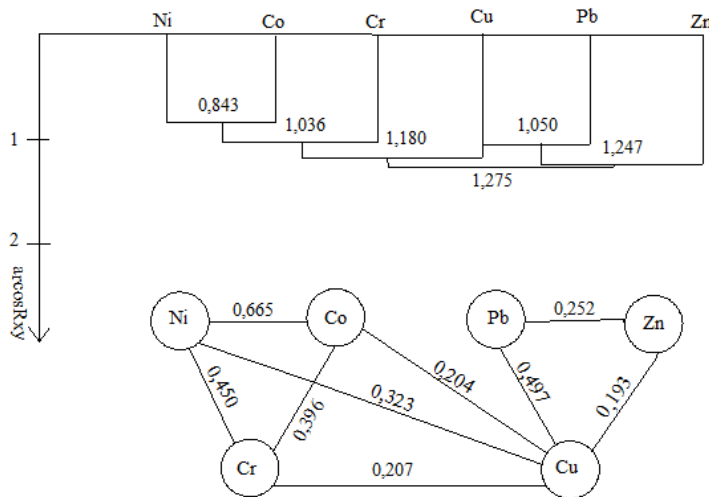 Ni Co Cr Cu Pb Zn
0,843
1,036
1,180
1,050
1,247
1,275
1
2
arcosRxy
Ni
0,665
Co
Pb
0,252
Zn
0,450
0,396
0,323
0,204
0,497
0,193
Cr
0,207
Cu